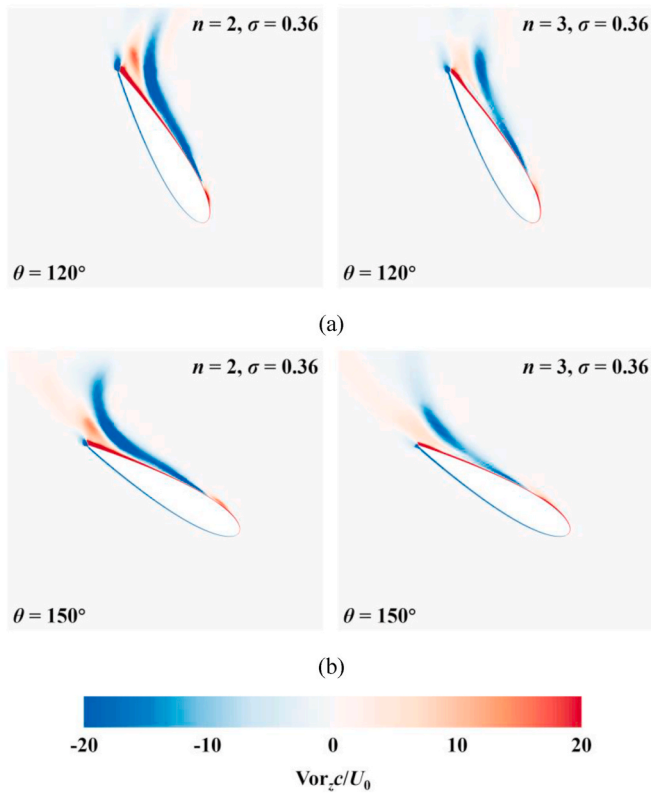 n = 2, σ = 0.36
n = 3, σ = 0.36
θ = 120°
θ = 120°
(a)
n = 2, σ = 0.36
n = 3, σ = 0.36
θ = 150°
θ = 150°
(b)
-20 -10 0 10 20
Vor_z c/U_0